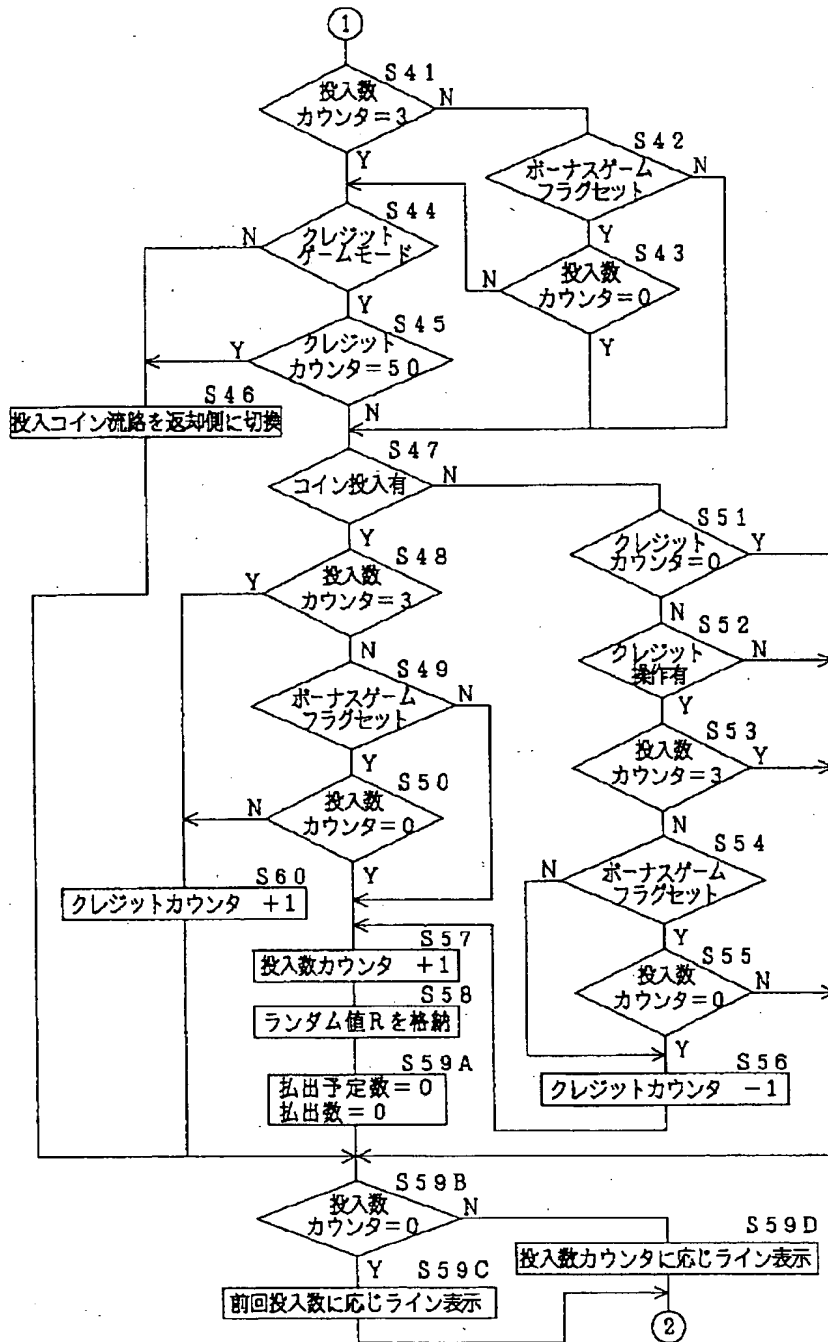 1
S41
投入数
カウンタ=3
N
Y
S42
ボーナスゲーム
フラグセット
N
Y
S43
投入数
カウンタ=0
N
Y
S44
クレジット
ゲームモード
N
Y
S45
クレジット
カウンタ=50
Y
N
S46
投入コイン流路を返却側に切換
S47
コイン投入有
N
Y
S48
投入数
カウンタ=3
Y
N
S49
ボーナスゲーム
フラグセット
N
Y
S50
投入数
カウンタ=0
N
Y
S60
クレジットカウンタ +1
S51
クレジット
カウンタ=0
Y
N
S52
クレジット
操作有
N
Y
S53
投入数
カウンタ=3
Y
N
S54
ボーナスゲーム
フラグセット
N
Y
S55
投入数
カウンタ=0
N
Y
S56
クレジットカウンタ -1
S57
投入数カウンタ +1
S58
ランダム値Rを格納
S59A
払出予定数=0
払出数=0
S59B
投入数
カウンタ=0
N
Y
S59C
前回投入数に応じライン表示
S59D
投入数カウンタに応じライン表示
2